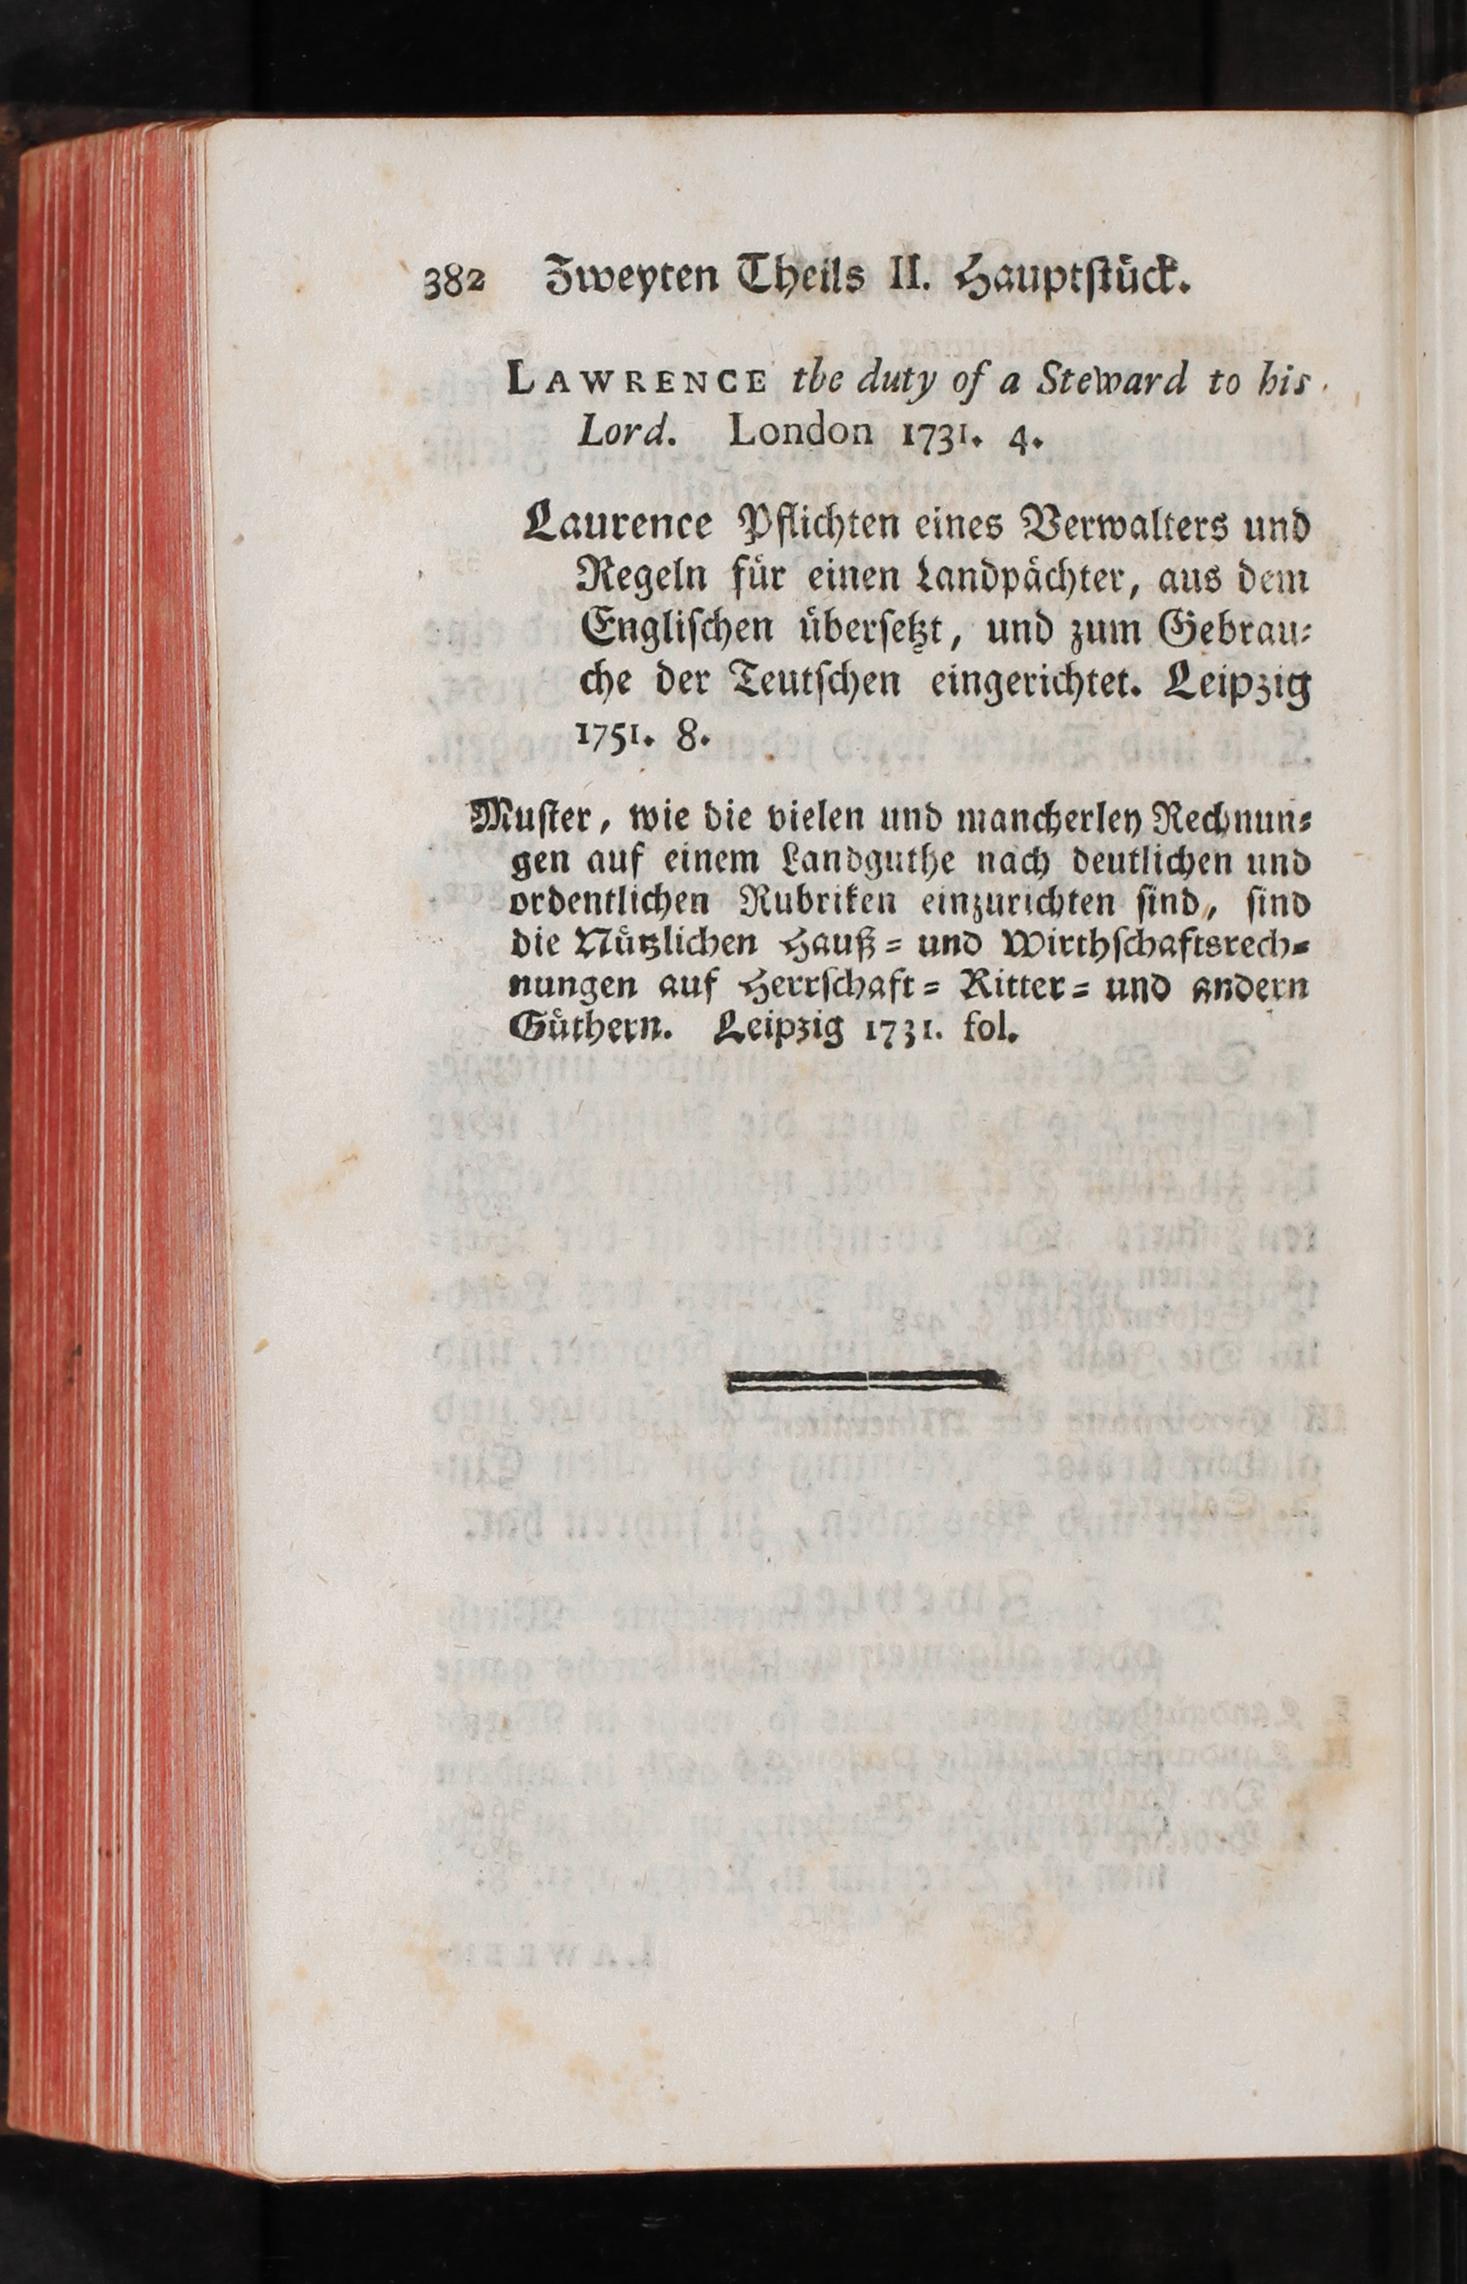 382 Zweyten Theils II. Hauptſtück.
LAWRENCE the duty of a Steward to his
Lord. London 1731. 4.
Laurence Pflichten eines Verwalters und
Regeln für einen Landpächter, aus dem
Engliſchen überſetzt, und zum Gebrau-
che der Teutſchen eingerichtet. Leipzig
1751. 8.
Muſter, wie die vielen und mancherley Rechnun-
gen auf einem Landguthe nach deutlichen und
ordentlichen Rubriken einzurichten ſind, ſind
die Nützlichen Hauß- und Wirthſchaftsrech-
nungen auf Herrſchaft- Ritter- und andern
Güthern. Leipzig 1731. fol.